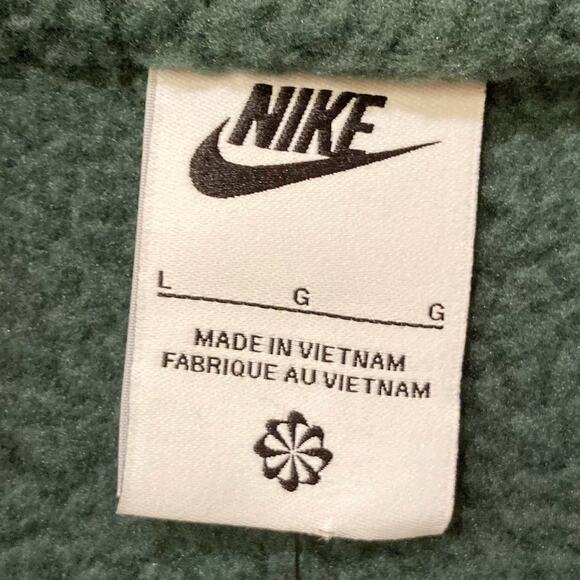 NIKE
L G G
MADE IN VIETNAM
FABRIQUE AU VIETNAM